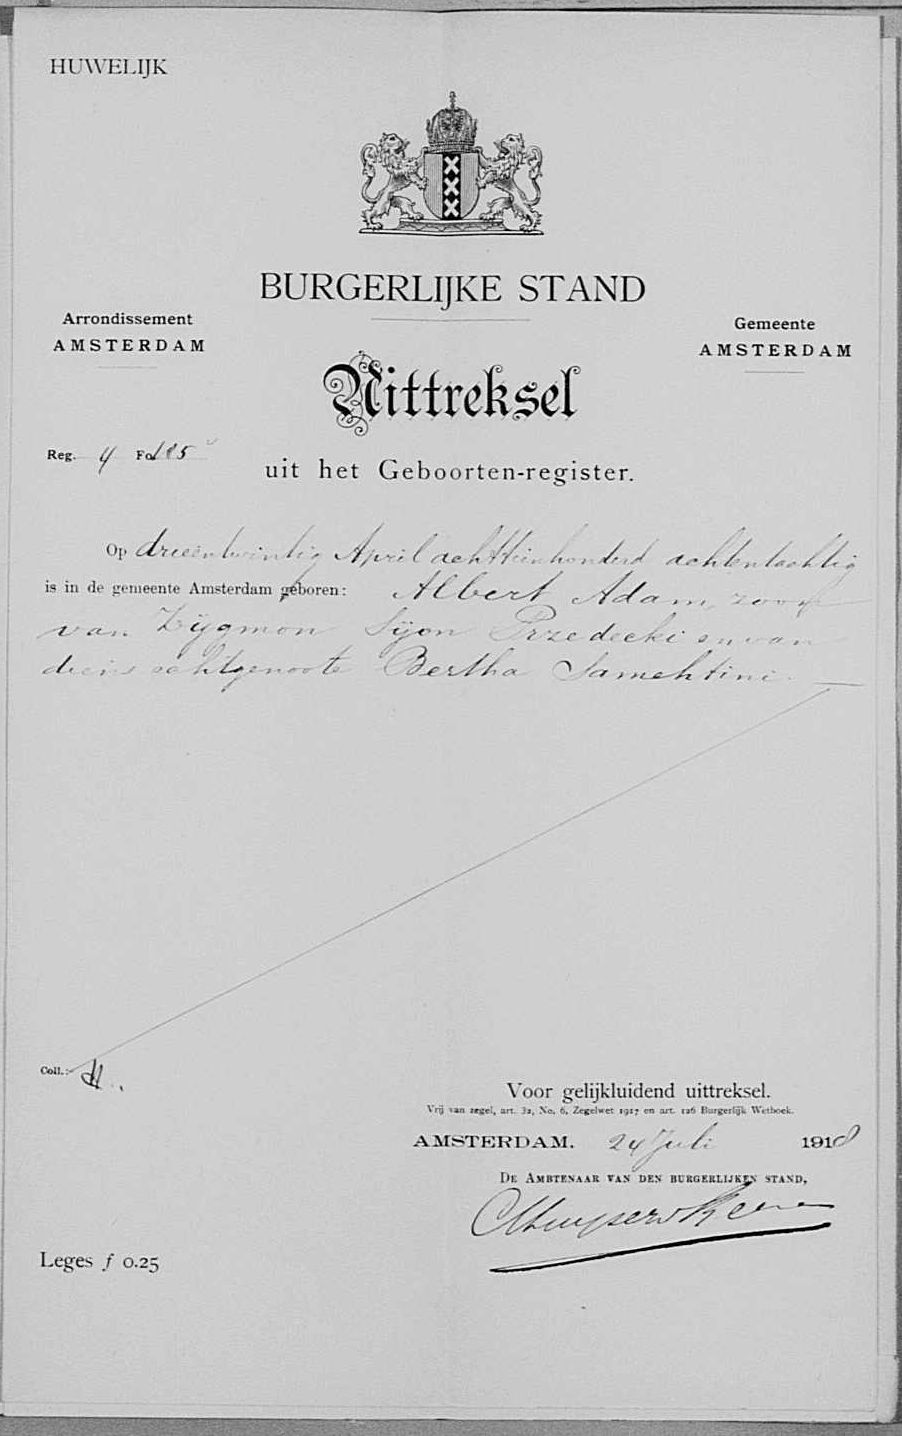 HUWELIJK
BURGERLIJKE STAND
Arrondissement
AMSTERDAM
Gemeente
AMSTERDAM
Uittreksel
Reg. 4 Fo. 185
uit het Geboorten-register.
Op drieëntwintig April achttienhonderd achtentachtig
is in de gemeente Amsterdam geboren: Albert Adam, zoon
van Zijgmon Sijon Przedecki en van
diens echtgenoote Bertha Samehtini.
Coll.:
Voor gelijkluidend uittreksel.
Vrij van zegel, art. 32, No. 6, Zegelwet 1917 en art. 126 Burgerlijk Wetboek.
AMSTERDAM. 24 Juli 1918
DE AMBTENAAR VAN DEN BURGERLIJKEN STAND,
Leges f 0.25